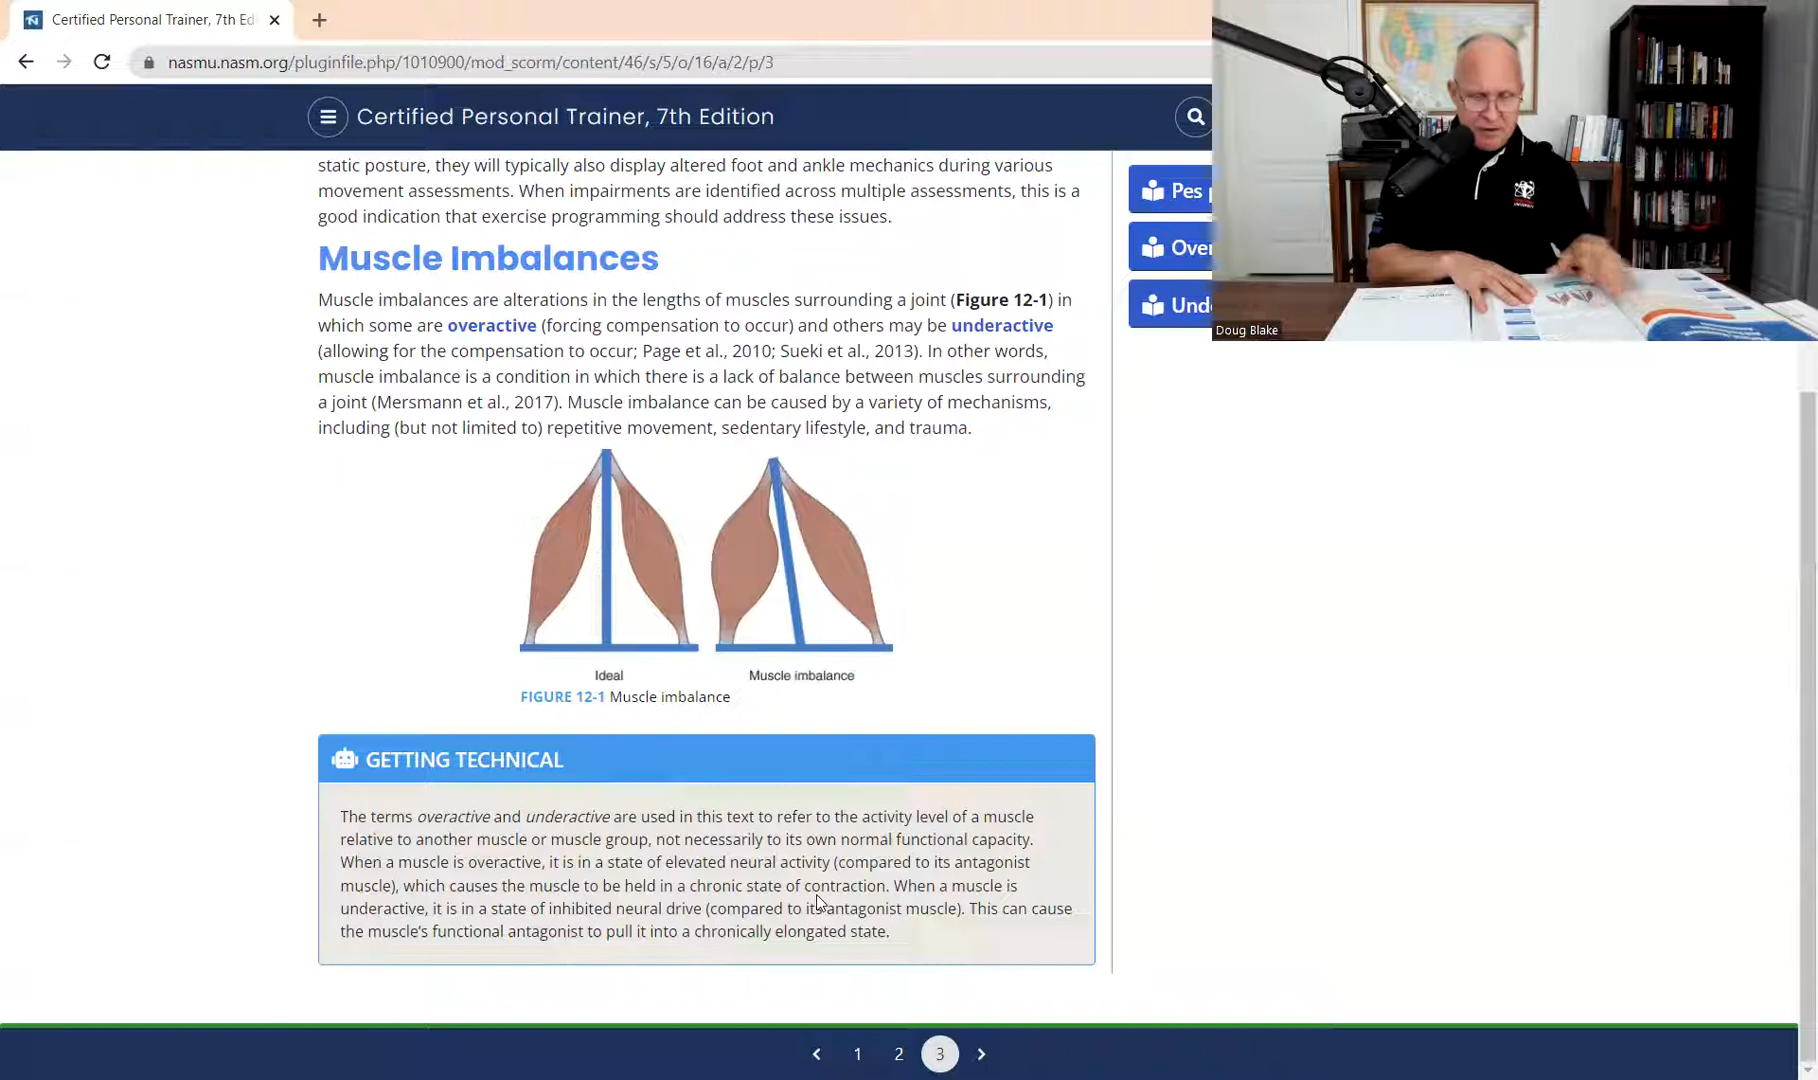 Certified Personal Trainer, 7th Ed
nasmu.nasm.org/pluginfile.php/1010900/mod_scorm/content/46/s/5/o/16/a/2/p/3
Certified Personal Trainer, 7th Edition
static posture, they will typically also display altered foot and ankle mechanics during various
movement assessments. When impairments are identified across multiple assessments, this is a
good indication that exercise programming should address these issues.
Muscle Imbalances
Muscle imbalances are alterations in the lengths of muscles surrounding a joint (Figure 12-1) in
which some are overactive (forcing compensation to occur) and others may be underactive
(allowing for the compensation to occur; Page et al., 2010; Sueki et al., 2013). In other words,
muscle imbalance is a condition in which there is a lack of balance between muscles surrounding
a joint (Mersmann et al., 2017). Muscle imbalance can be caused by a variety of mechanisms,
including (but not limited to) repetitive movement, sedentary lifestyle, and trauma.
Ideal
Muscle imbalance
FIGURE 12-1 Muscle imbalance
GETTING TECHNICAL
The terms overactive and underactive are used in this text to refer to the activity level of a muscle
relative to another muscle or muscle group, not necessarily to its own normal functional capacity.
When a muscle is overactive, it is in a state of elevated neural activity (compared to its antagonist
muscle), which causes the muscle to be held in a chronic state of contraction. When a muscle is
underactive, it is in a state of inhibited neural drive (compared to its antagonist muscle). This can cause
the muscle's functional antagonist to pull it into a chronically elongated state.
Pes
Over
Und
Doug Blake
1 2 3